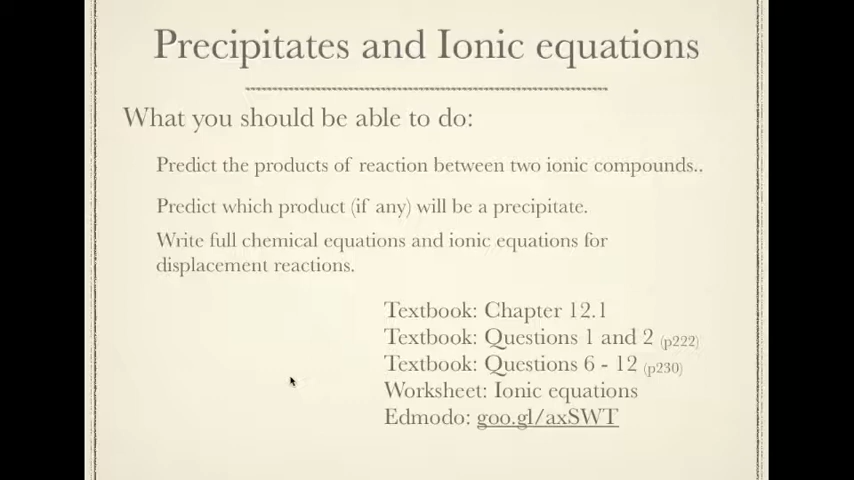 Precipitates and Ionic equations
What you should be able to do:
Predict the products of reaction between two ionic compounds..
Predict which product (if any) will be a precipitate.
Write full chemical equations and ionic equations for
displacement reactions.
Textbook: Chapter 12.1
Textbook: Questions 1 and 2 (p222)
Textbook: Questions 6 - 12 (p230)
Worksheet: Ionic equations
Edmodo: goo.gl/axSWT